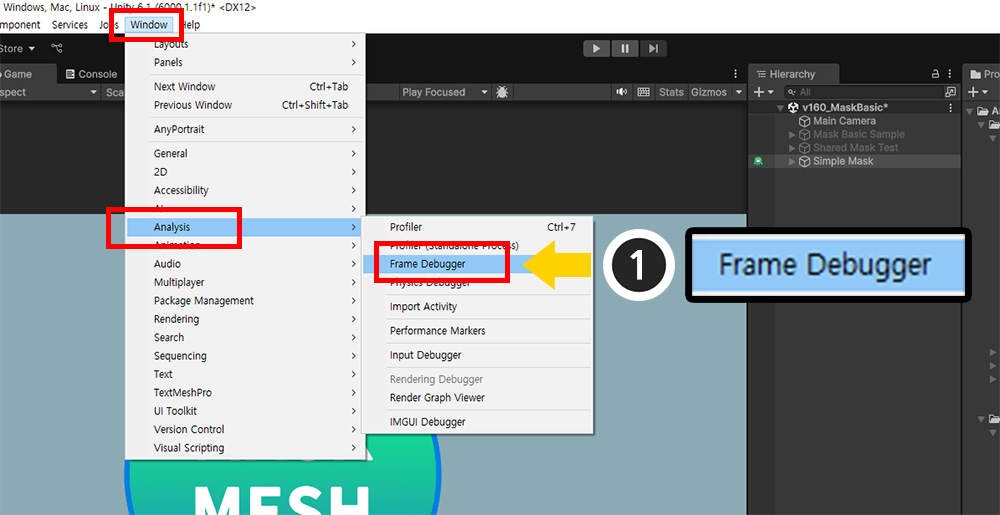 Windows, Mac, Linux - Unity 6.1 (6000.1.1f1)* <DX12>
mponent Services Jobs Window Help
Store
Game Console
spect Sca Play Focused Stats Gizmos
Hierarchy Pro
All
v160_MaskBasic*
Main Camera
Mask Basic Sample
Shared Mask Test
Simple Mask
Layouts
Panels
Next Window Ctrl+Tab
Previous Window Ctrl+Shift+Tab
AnyPortrait
General
2D
Accessibility
AI
Analysis
Animation
Audio
Multiplayer
Package Management
Rendering
Search
Sequencing
Text
TextMeshPro
UI Toolkit
Version Control
Visual Scripting
Profiler Ctrl+7
Profiler (Standalone Process)
Frame Debugger
Physics Debugger
Import Activity
Performance Markers
Input Debugger
Rendering Debugger
Render Graph Viewer
IMGUI Debugger
1
Frame Debugger
MESH